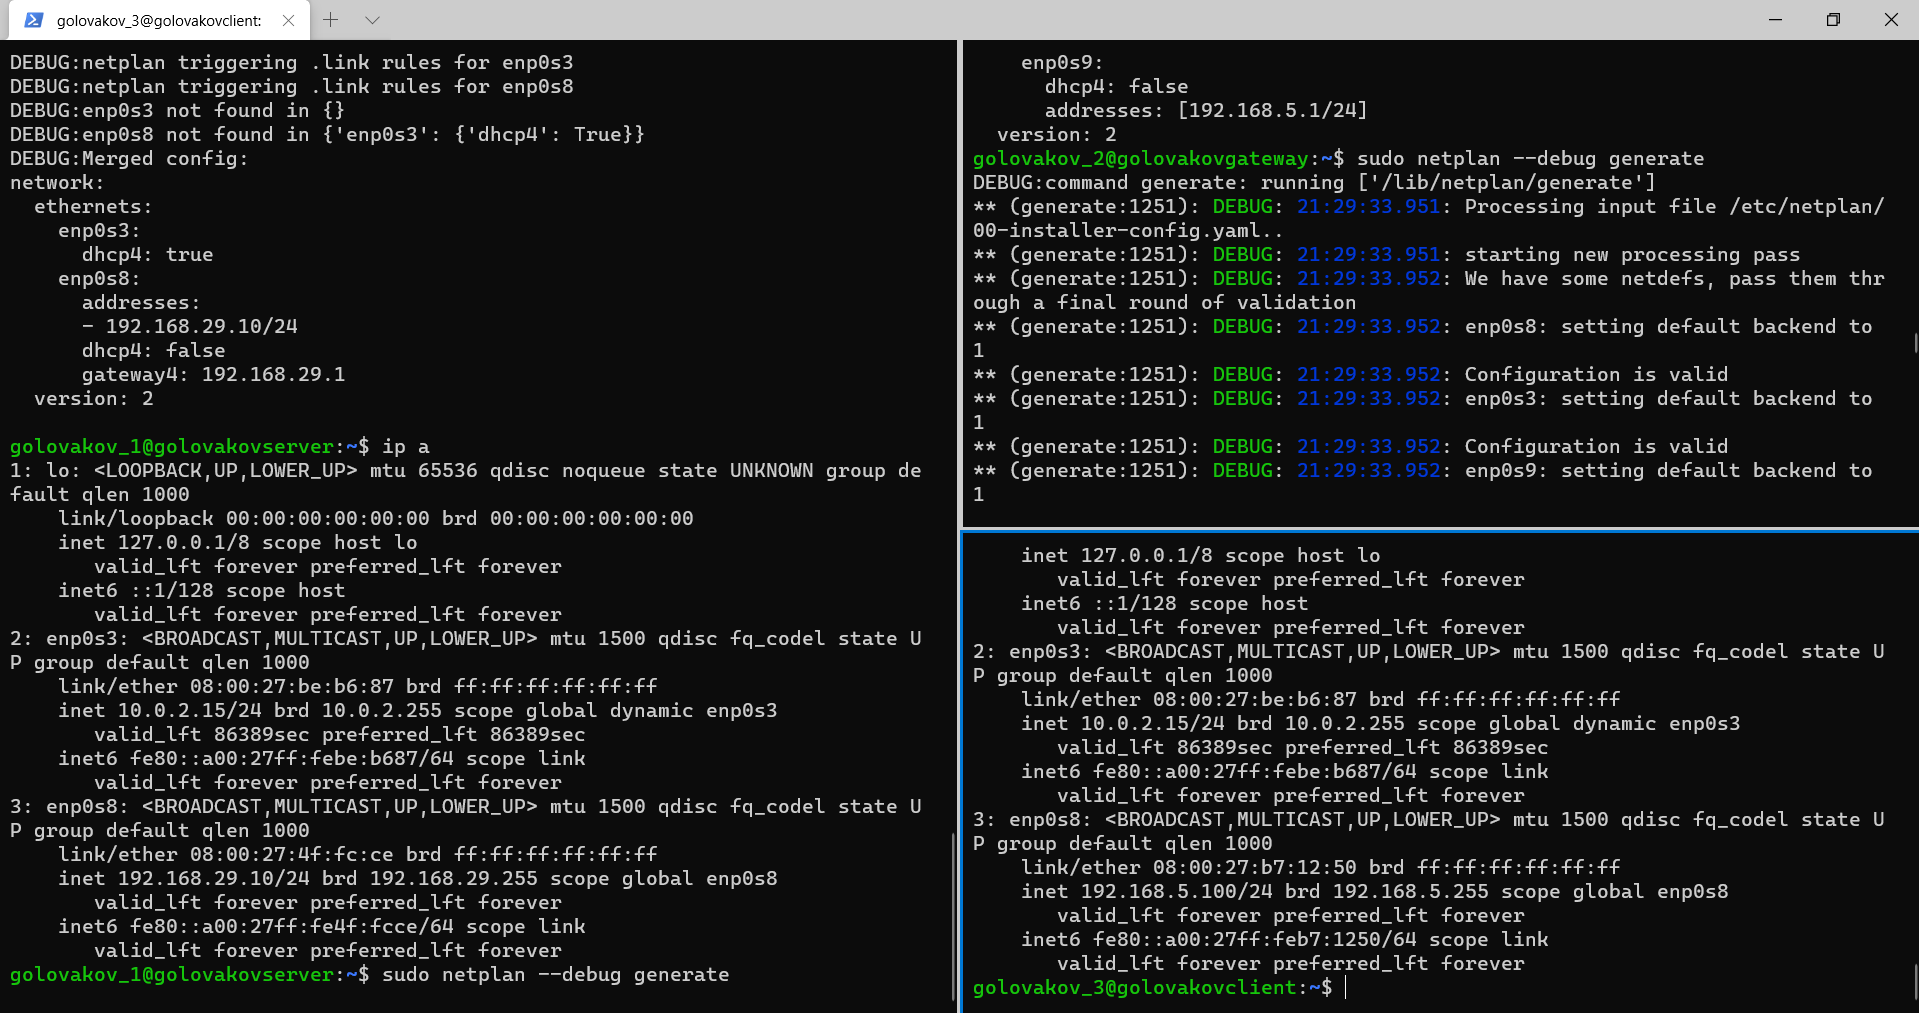 golovakov_3@golovakovclient:
DEBUG:netplan triggering .link rules for enp0s3
DEBUG:netplan triggering .link rules for enp0s8
DEBUG:enp0s3 not found in {}
DEBUG:enp0s8 not found in {'enp0s3': {'dhcp4': True}}
DEBUG:Merged config:
network:
  ethernets:
    enp0s3:
      dhcp4: true
    enp0s8:
      addresses:
      - 192.168.29.10/24
      dhcp4: false
      gateway4: 192.168.29.1
  version: 2
golovakov_1@golovakovserver:~$ ip a
1: lo: <LOOPBACK,UP,LOWER_UP> mtu 65536 qdisc noqueue state UNKNOWN group de
fault qlen 1000
    link/loopback 00:00:00:00:00:00 brd 00:00:00:00:00:00
    inet 127.0.0.1/8 scope host lo
       valid_lft forever preferred_lft forever
    inet6 ::1/128 scope host
       valid_lft forever preferred_lft forever
2: enp0s3: <BROADCAST,MULTICAST,UP,LOWER_UP> mtu 1500 qdisc fq_codel state U
P group default qlen 1000
    link/ether 08:00:27:be:b6:87 brd ff:ff:ff:ff:ff:ff
    inet 10.0.2.15/24 brd 10.0.2.255 scope global dynamic enp0s3
       valid_lft 86389sec preferred_lft 86389sec
    inet6 fe80::a00:27ff:febe:b687/64 scope link
       valid_lft forever preferred_lft forever
3: enp0s8: <BROADCAST,MULTICAST,UP,LOWER_UP> mtu 1500 qdisc fq_codel state U
P group default qlen 1000
    link/ether 08:00:27:4f:fc:ce brd ff:ff:ff:ff:ff:ff
    inet 192.168.29.10/24 brd 192.168.29.255 scope global enp0s8
       valid_lft forever preferred_lft forever
    inet6 fe80::a00:27ff:fe4f:fcce/64 scope link
       valid_lft forever preferred_lft forever
golovakov_1@golovakovserver:~$ sudo netplan --debug generate
    enp0s9:
      dhcp4: false
      addresses: [192.168.5.1/24]
  version: 2
golovakov_2@golovakovgateway:~$ sudo netplan --debug generate
DEBUG:command generate: running ['/lib/netplan/generate']
** (generate:1251): DEBUG: 21:29:33.951: Processing input file /etc/netplan/
00-installer-config.yaml..
** (generate:1251): DEBUG: 21:29:33.951: starting new processing pass
** (generate:1251): DEBUG: 21:29:33.952: We have some netdefs, pass them thr
ough a final round of validation
** (generate:1251): DEBUG: 21:29:33.952: enp0s8: setting default backend to
1
** (generate:1251): DEBUG: 21:29:33.952: Configuration is valid
** (generate:1251): DEBUG: 21:29:33.952: enp0s3: setting default backend to
1
** (generate:1251): DEBUG: 21:29:33.952: Configuration is valid
** (generate:1251): DEBUG: 21:29:33.952: enp0s9: setting default backend to
1
    inet 127.0.0.1/8 scope host lo
       valid_lft forever preferred_lft forever
    inet6 ::1/128 scope host
       valid_lft forever preferred_lft forever
2: enp0s3: <BROADCAST,MULTICAST,UP,LOWER_UP> mtu 1500 qdisc fq_codel state U
P group default qlen 1000
    link/ether 08:00:27:be:b6:87 brd ff:ff:ff:ff:ff:ff
    inet 10.0.2.15/24 brd 10.0.2.255 scope global dynamic enp0s3
       valid_lft 86389sec preferred_lft 86389sec
    inet6 fe80::a00:27ff:febe:b687/64 scope link
       valid_lft forever preferred_lft forever
3: enp0s8: <BROADCAST,MULTICAST,UP,LOWER_UP> mtu 1500 qdisc fq_codel state U
P group default qlen 1000
    link/ether 08:00:27:b7:12:50 brd ff:ff:ff:ff:ff:ff
    inet 192.168.5.100/24 brd 192.168.5.255 scope global enp0s8
       valid_lft forever preferred_lft forever
    inet6 fe80::a00:27ff:feb7:1250/64 scope link
       valid_lft forever preferred_lft forever
golovakov_3@golovakovclient:~$